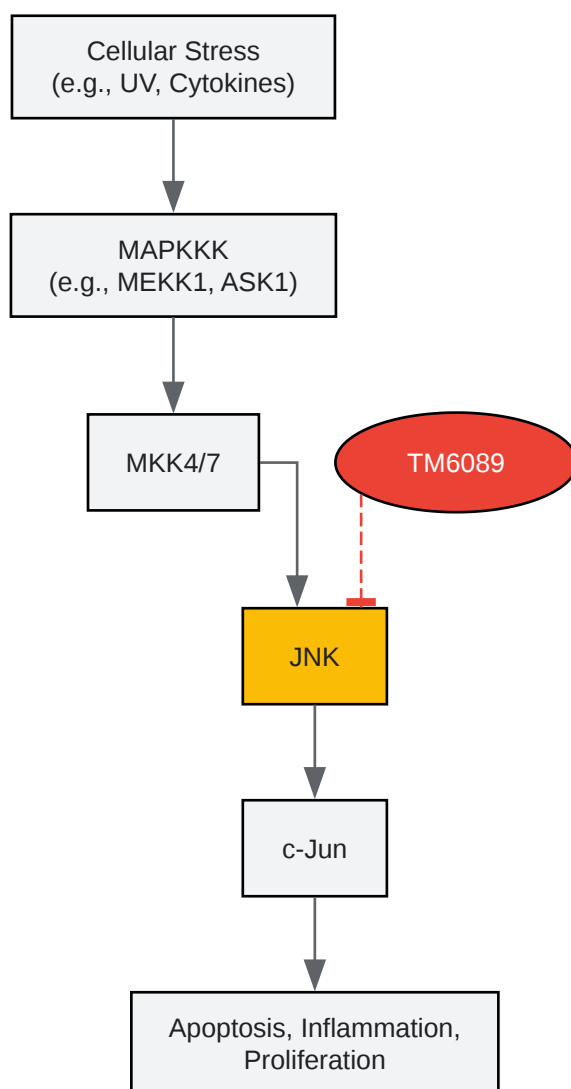 Cellular Stress
(e.g., UV, Cytokines)
MAPKKK
(e.g., MEKK1, ASK1)
MKK4/7
TM6089
JNK
c-Jun
Apoptosis, Inflammation,
Proliferation